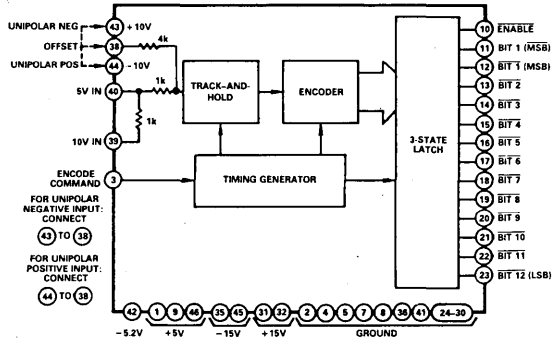 UNIPOLAR NEG 43 +10V
OFFSET 38 4k
UNIPOLAR POS 44 -10V
5V IN 40 1k
1k
10V IN 39
ENCODE
COMMAND 3
TRACK-AND-
HOLD
ENCODER
TIMING GENERATOR
3-STATE
LATCH
10 ENABLE
11 BIT 1 (MSB)
12 BIT 1 (MSB)
13 BIT 2
14 BIT 3
15 BIT 4
16 BIT 5
17 BIT 6
18 BIT 7
19 BIT 8
20 BIT 9
21 BIT 10
22 BIT 11
23 BIT 12 (LSB)
FOR UNIPOLAR
NEGATIVE INPUT:
CONNECT
43 TO 38
FOR UNIPOLAR
POSITIVE INPUT:
CONNECT
44 TO 38
42 1 9 46 35 45 31 32 2 4 5 7 8 36 41 24-30
-5.2V +5V -15V +15V GROUND